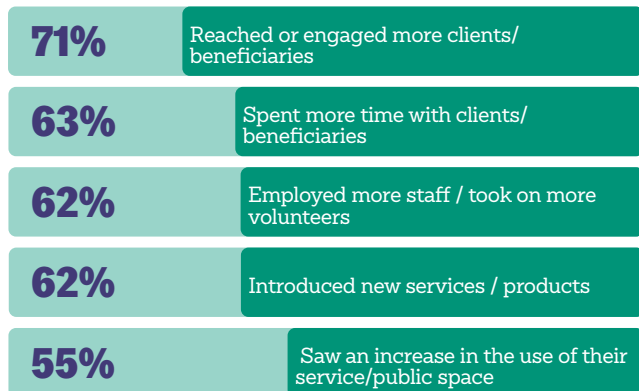 71%
Reached or engaged more clients/
beneficiaries
63%
Spent more time with clients/
beneficiaries
62%
Employed more staff / took on more
volunteers
62%
Introduced new services / products
55%
Saw an increase in the use of their
service/public space